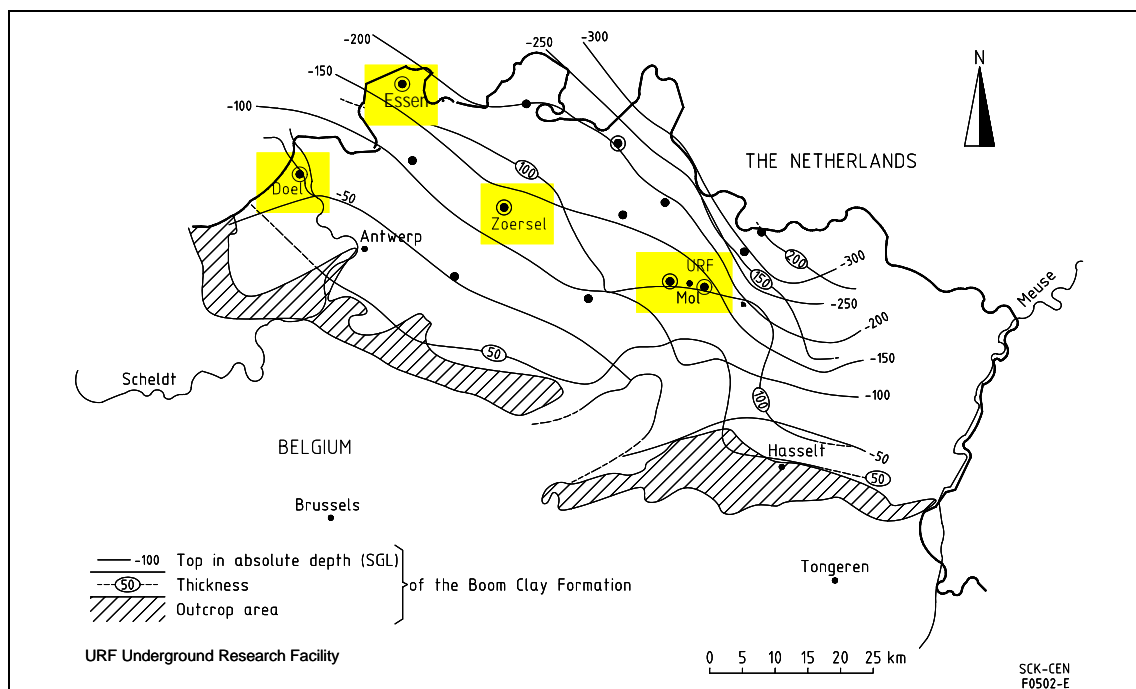 -200
-250
-300
-150
-100
N
Essen
THE NETHERLANDS
100
Doel
-50
Zoersel
Antwerp
200
URF
150
-300
Mol
-250
Meuse
-200
50
-150
Scheldt
100
-100
BELGIUM
Hasselt
-50
50
Brussels
-100 Top in absolute depth (SGL)
50 Thickness
of the Boom Clay Formation
Outcrop area
Tongeren
URF Underground Research Facility
0 5 10 15 20 25 km
SCK-CEN
F0502-E